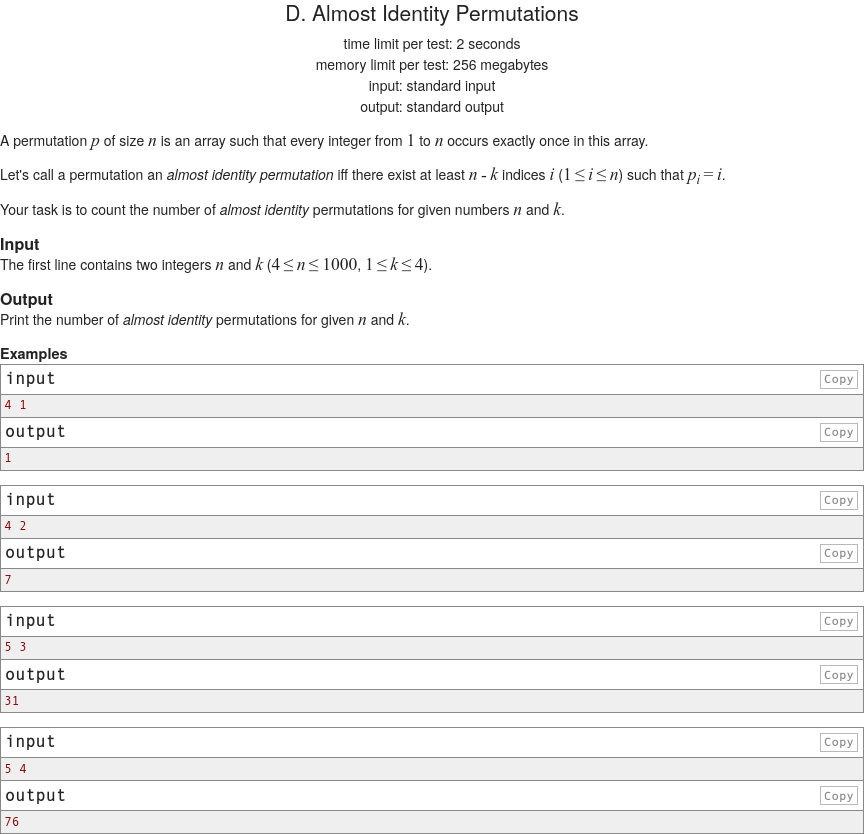 D. Almost Identity Permutations
time limit per test: 2 seconds
memory limit per test: 256 megabytes
input: standard input
output: standard output
A permutation p of size n is an array such that every integer from 1 to n occurs exactly once in this array.
Let's call a permutation an almost identity permutation iff there exist at least n - k indices i (1 ≤ i ≤ n) such that p_i = i.
Your task is to count the number of almost identity permutations for given numbers n and k.
Input
The first line contains two integers n and k (4 ≤ n ≤ 1000, 1 ≤ k ≤ 4).
Output
Print the number of almost identity permutations for given n and k.
Examples
input Copy
4 1
output Copy
1
input Copy
4 2
output Copy
7
input Copy
5 3
output Copy
31
input Copy
5 4
output Copy
76